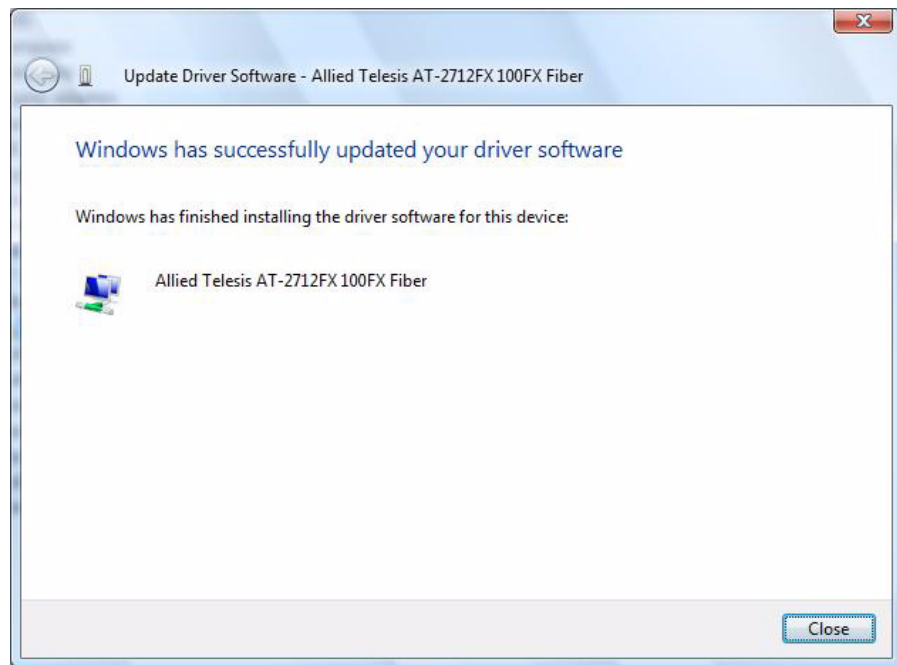 Update Driver Software - Allied Telesis AT-2712FX 100FX Fiber
Windows has successfully updated your driver software
Windows has finished installing the driver software for this device:
Allied Telesis AT-2712FX 100FX Fiber
Close